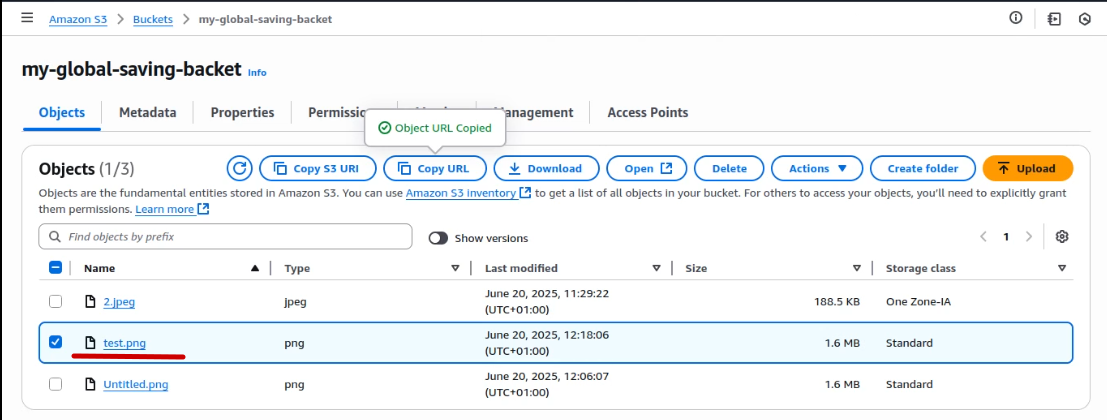 Amazon S3 > Buckets > my-global-saving-backet
my-global-saving-backet Info
Objects Metadata Properties Management Access Points
Object URL Copied
Objects (1/3) Copy S3 URI Copy URL Download Open Delete Actions Create folder Upload
Objects are the fundamental entities stored in Amazon S3. You can use Amazon S3 inventory to get a list of all objects in your bucket. For others to access your objects, you'll need to explicitly grant
them permissions. Learn more
Find objects by prefix Show versions 1
Name Type Last modified Size Storage class
2.jpeg jpeg June 20, 2025, 11:29:22 (UTC+01:00) 188.5 KB One Zone-IA
test.png png June 20, 2025, 12:18:06 (UTC+01:00) 1.6 MB Standard
Untitled.png png June 20, 2025, 12:06:07 (UTC+01:00) 1.6 MB Standard